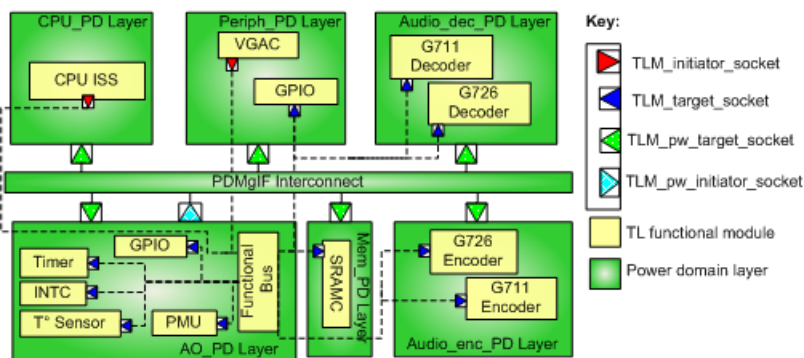 CPU_PD Layer
CPU ISS
Periph_PD Layer
VGAC
GPIO
Audio_dec_PD Layer
G711
Decoder
G726
Decoder
PDMgIF Interconnect
GPIO
Timer
INTC
T° Sensor
PMU
Functional
Bus
AO_PD Layer
SRAMC
Mem_PD Layer
G726
Encoder
G711
Encoder
Audio_enc_PD Layer
Key:
TLM_initiator_socket
TLM_target_socket
TLM_pw_target_socket
TLM_pw_initiator_socket
TL functional module
Power domain layer